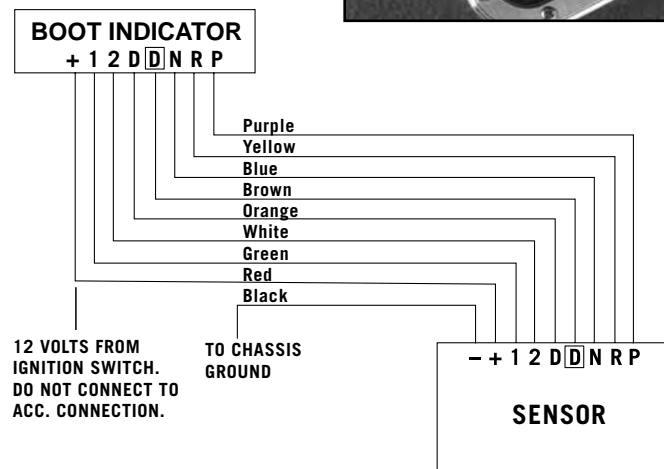 BOOT INDICATOR
+ 1 2 D D N R P
Purple
Yellow
Blue
Brown
Orange
White
Green
Red
Black
12 VOLTS FROM
IGNITION SWITCH.
DO NOT CONNECT TO
ACC. CONNECTION.
TO CHASSIS
GROUND
– + 1 2 D D N R P
SENSOR